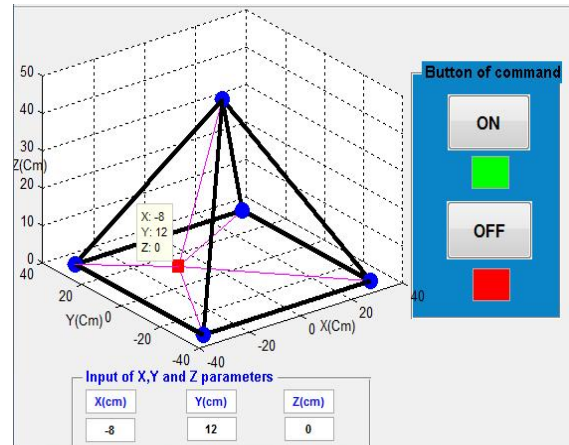 50
40
30
Z(Cm)
20
10
0
40
20
Y(Cm)
0
-20
-40
-40
-20
0
X(Cm)
20
40
X: -8
Y: 12
Z: 0
Button of command
ON
OFF
Input of X,Y and Z parameters
X(cm) Y(cm) Z(cm)
-8 12 0